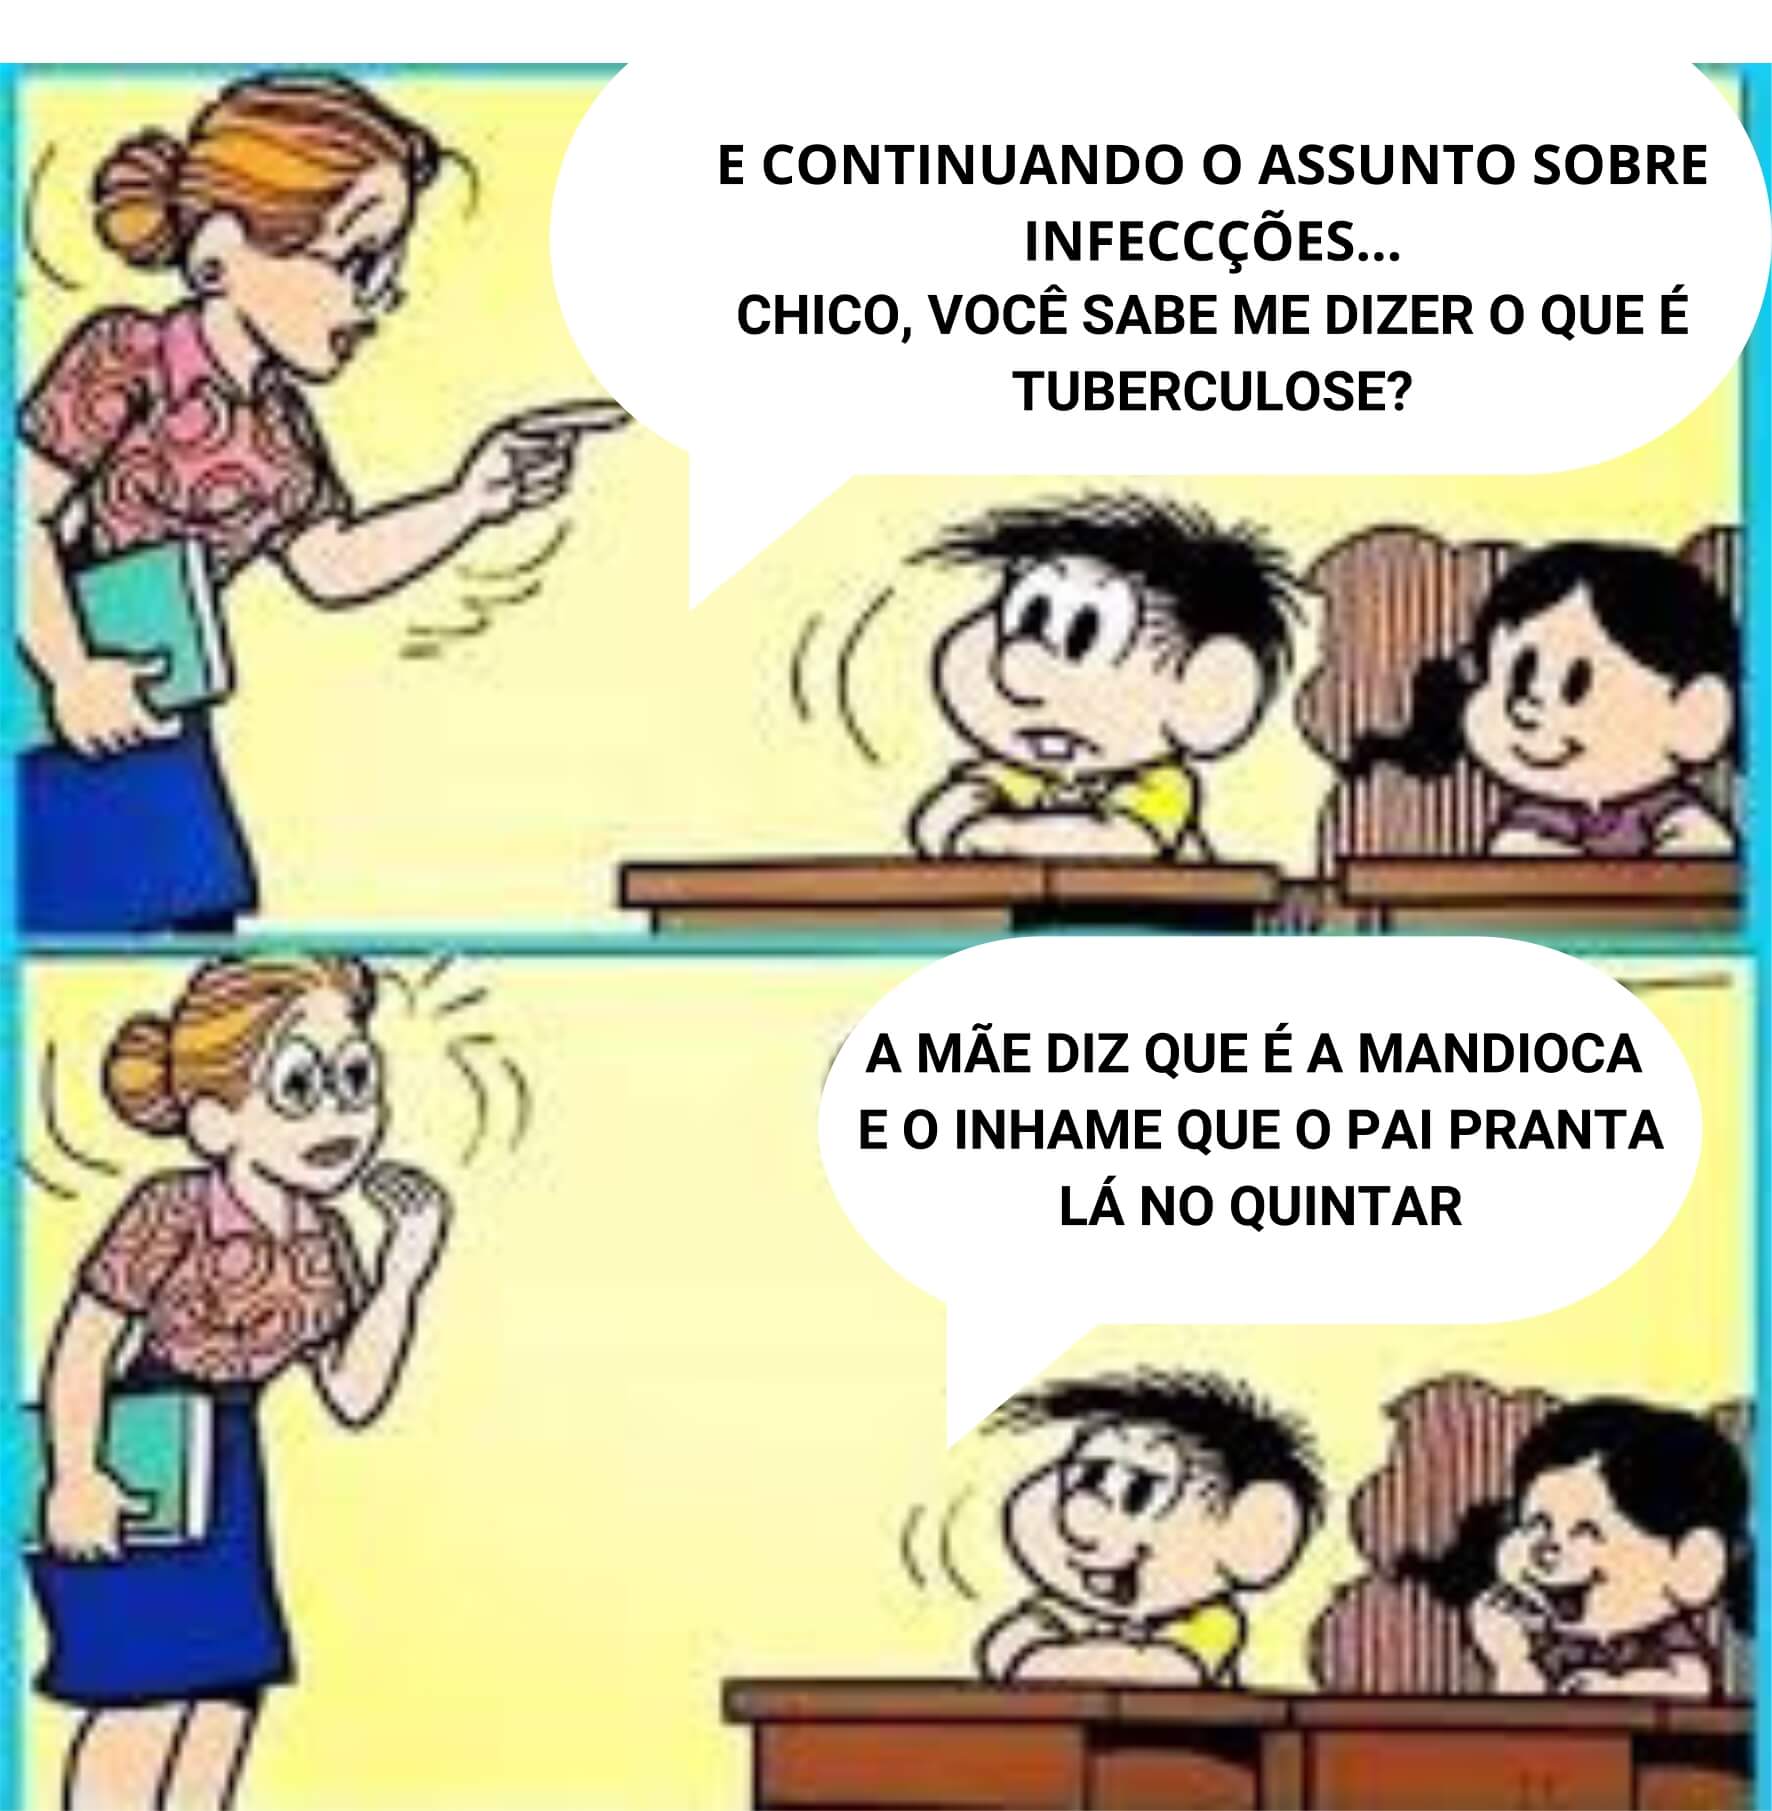 E CONTINUANDO O ASSUNTO SOBRE
INFECCÇÕES...
CHICO, VOCÊ SABE ME DIZER O QUE É
TUBERCULOSE?
A MÃE DIZ QUE É A MANDIOCA
E O INHAME QUE O PAI PRANTA
LÁ NO QUINTAR